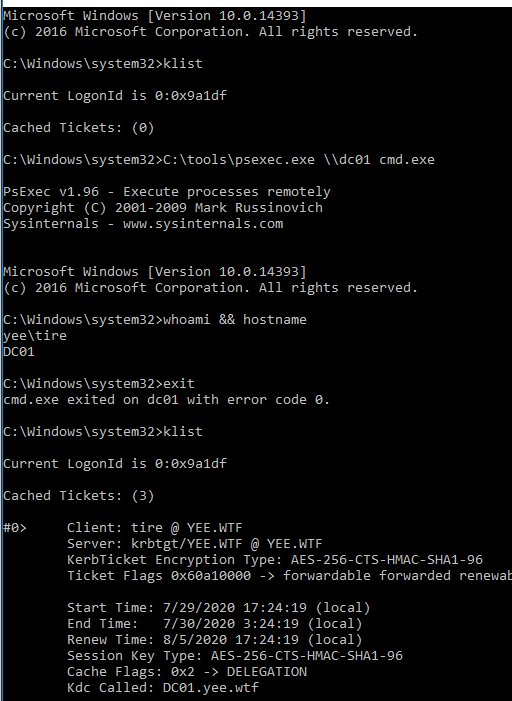 Microsoft Windows [Version 10.0.14393]
(c) 2016 Microsoft Corporation. All rights reserved.
C:\Windows\system32>klist
Current LogonId is 0:0x9a1df
Cached Tickets: (0)
C:\Windows\system32>C:\tools\psexec.exe \\dc01 cmd.exe
PsExec v1.96 - Execute processes remotely
Copyright (C) 2001-2009 Mark Russinovich
Sysinternals - www.sysinternals.com
Microsoft Windows [Version 10.0.14393]
(c) 2016 Microsoft Corporation. All rights reserved.
C:\Windows\system32>whoami && hostname
yee\tire
DC01
C:\Windows\system32>exit
cmd.exe exited on dc01 with error code 0.
C:\Windows\system32>klist
Current LogonId is 0:0x9a1df
Cached Tickets: (3)
#0> Client: tire @ YEE.WTF
Server: krbtgt/YEE.WTF @ YEE.WTF
KerbTicket Encryption Type: AES-256-CTS-HMAC-SHA1-96
Ticket Flags 0x60a10000 -> forwardable forwarded renewab
Start Time: 7/29/2020 17:24:19 (local)
End Time: 7/30/2020 3:24:19 (local)
Renew Time: 8/5/2020 17:24:19 (local)
Session Key Type: AES-256-CTS-HMAC-SHA1-96
Cache Flags: 0x2 -> DELEGATION
Kdc Called: DC01.yee.wtf